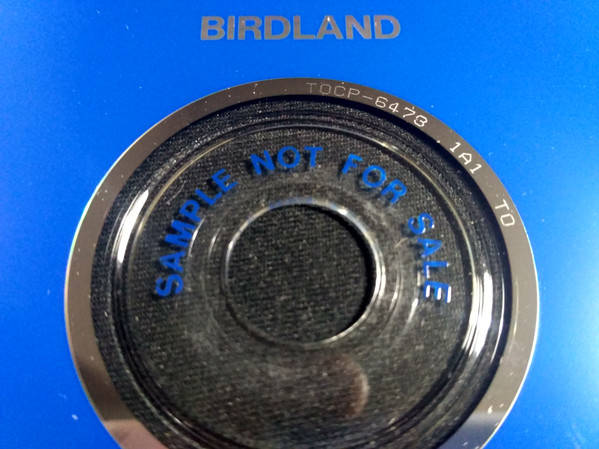 BIRDLAND
TOCP-6473 1A1 TO
SAMPLE NOT FOR SALE